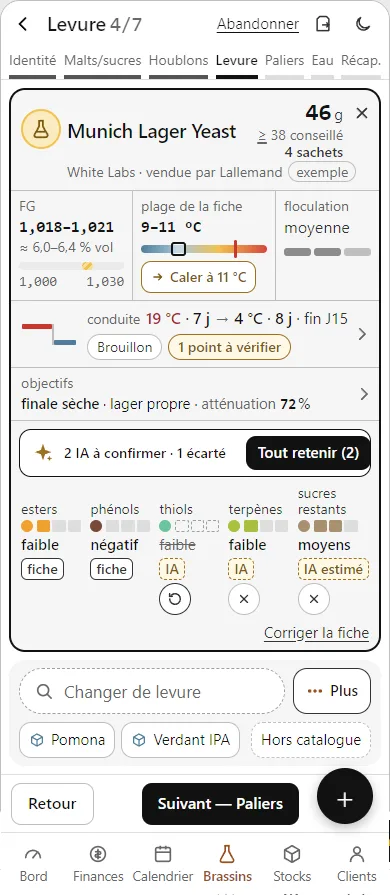 Levure 4/7
Abandonner
Identité Malts/sucres Houblons Levure Paliers Eau Récap.
Munich Lager Yeast
46 g
≥ 38 conseillé
4 sachets
White Labs · vendue par Lallemand exemple
FG
1,018–1,021
≈ 6,0–6,4 % vol
1,000 1,030
plage de la fiche
9–11 ºC
→ Caler à 11 °C
floculation
moyenne
conduite 19 °C · 7 j → 4 °C · 8 j · fin J15
Brouillon 1 point à vérifier
objectifs
finale sèche · lager propre · atténuation 72 %
2 IA à confirmer · 1 écarté
Tout retenir (2)
esters
faible
fiche
phénols
négatif
fiche
thiols
faible
IA
terpènes
faible
IA
sucres
restants
moyens
IA estimé
Corriger la fiche
Changer de levure
Plus
Pomona Verdant IPA Hors catalogue
Retour
Suivant — Paliers
Bord Finances Calendrier Brassins Stocks Clients